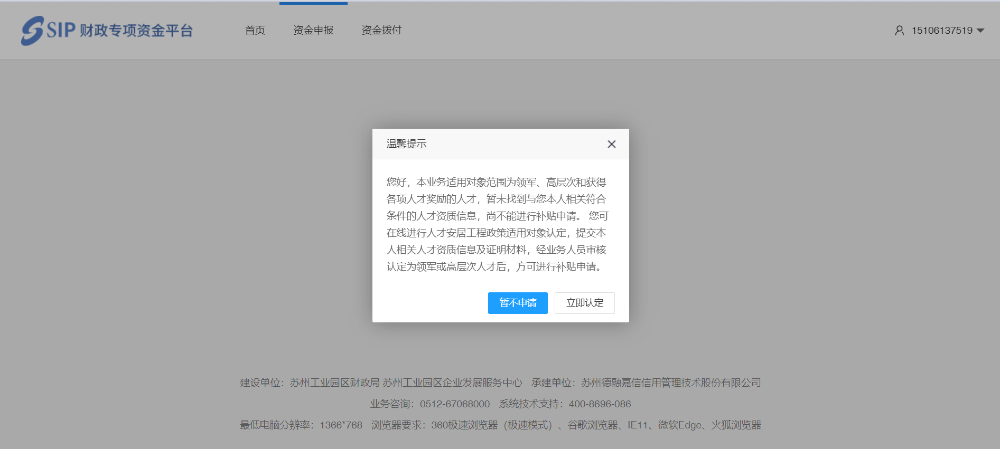 SIP 财政专项资金平台
首页 资金申报 资金拨付
15106137519
温馨提示
您好，本业务适用对象范围为领军、高层次和获得
各项人才奖励的人才，暂未找到与您本人相关符合
条件的人才资质信息，尚不能进行补贴申请。 您可
在线进行人才安居工程政策适用对象认定，提交本
人相关人才资质信息及证明材料，经业务人员审核
认定为领军或高层次人才后，方可进行补贴申请。
暂不申请 立即认定
建设单位：苏州工业园区财政局 苏州工业园区企业发展服务中心 承建单位：苏州德融嘉信信用管理技术股份有限公司
业务咨询：0512-67068000 系统技术支持：400-8696-086
最低电脑分辨率：1366*768 浏览器要求：360极速浏览器（极速模式）、谷歌浏览器、IE11、微软Edge、火狐浏览器